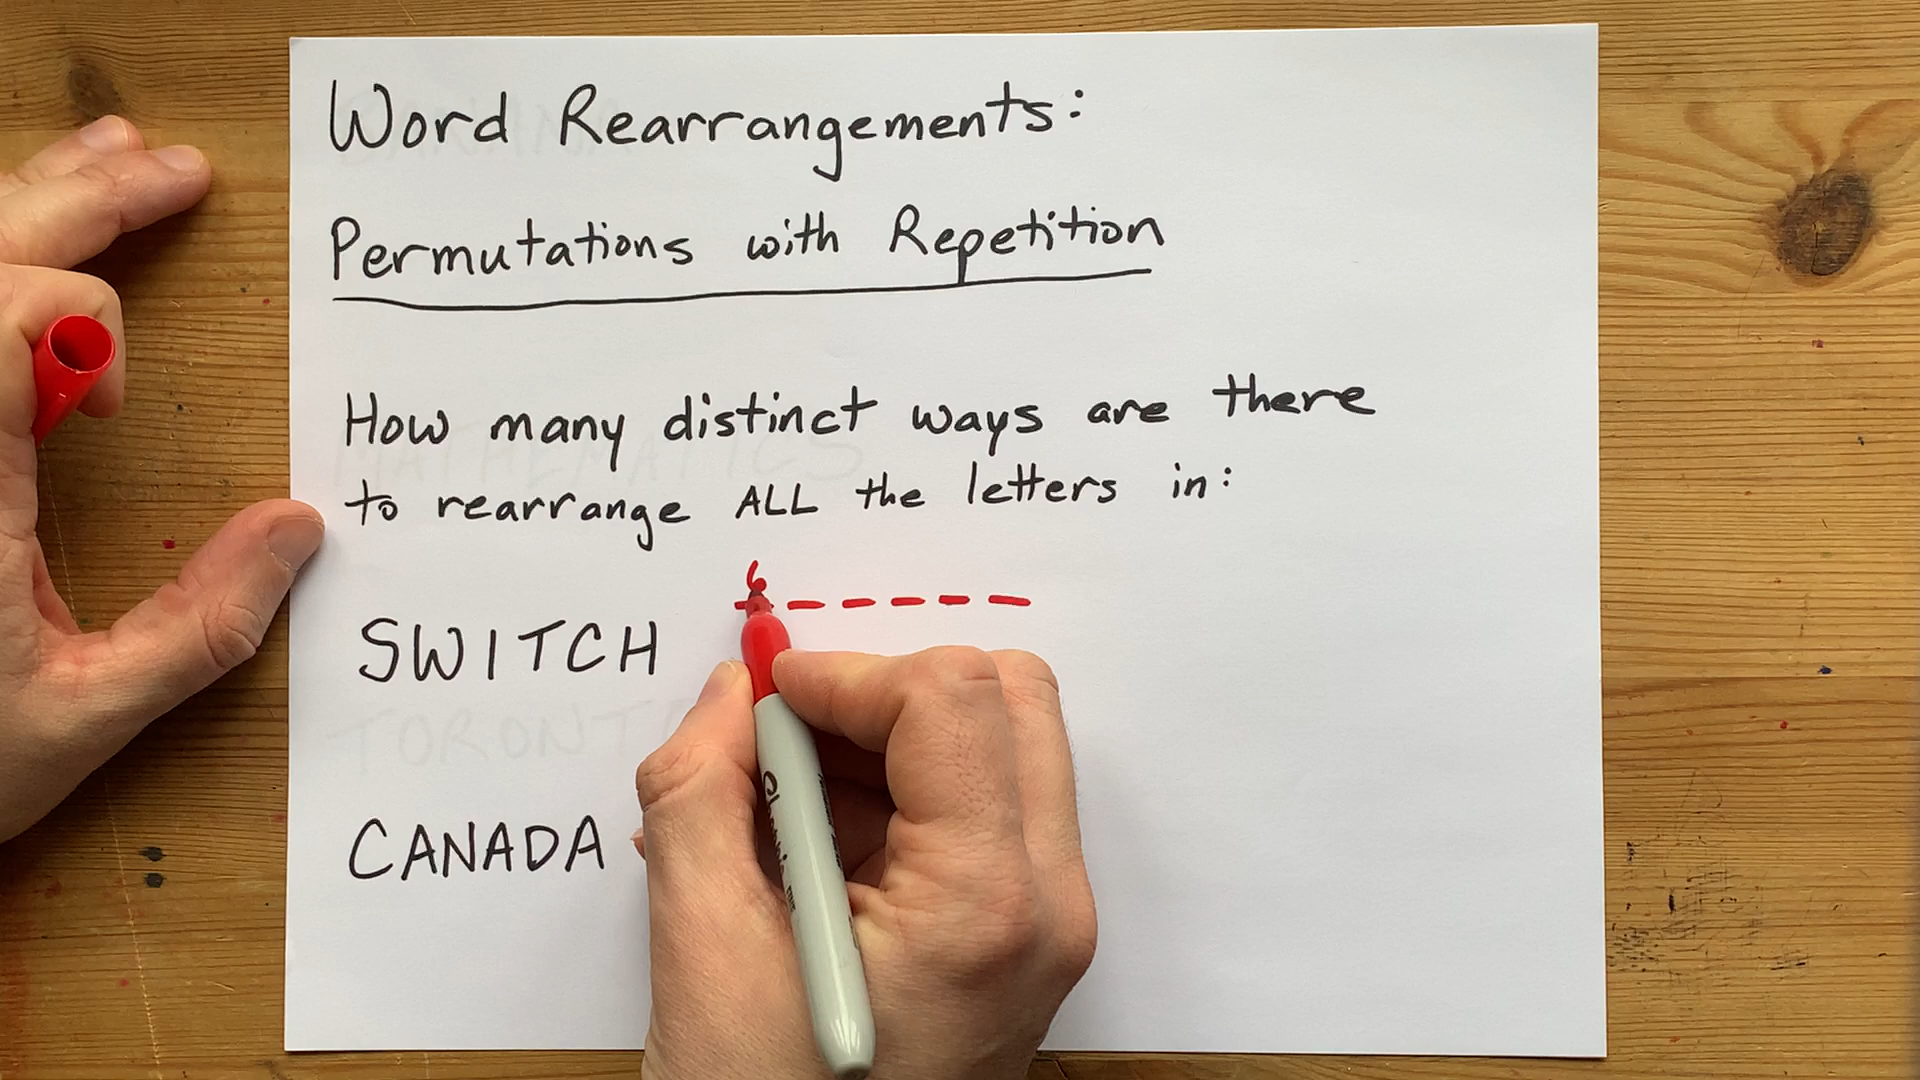 Word Rearrangements:
Permutations with Repetition
How many distinct ways are there
to rearrange ALL the letters in:
6
SWITCH
CANADA